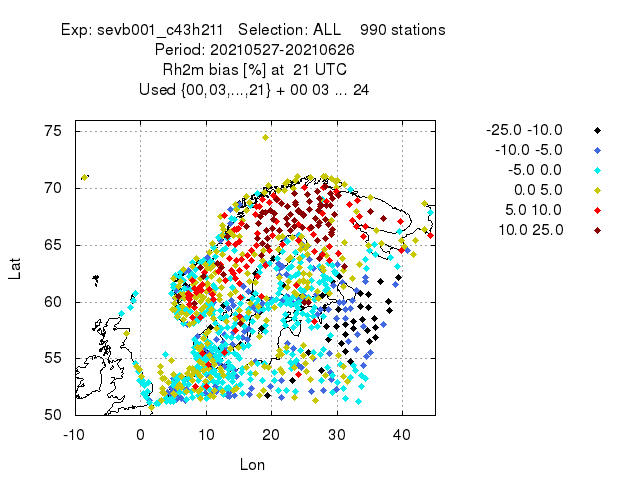 Exp: sevb001_c43h211   Selection: ALL    990 stations
Period: 20210527-20210626
Rh2m bias [%] at  21 UTC
Used {00,03,...,21} + 00 03 ... 24
-25.0 -10.0
-10.0 -5.0
-5.0 0.0
0.0 5.0
5.0 10.0
10.0 25.0
75
70
65
60
55
50
Lat
-10 0 10 20 30 40
Lon